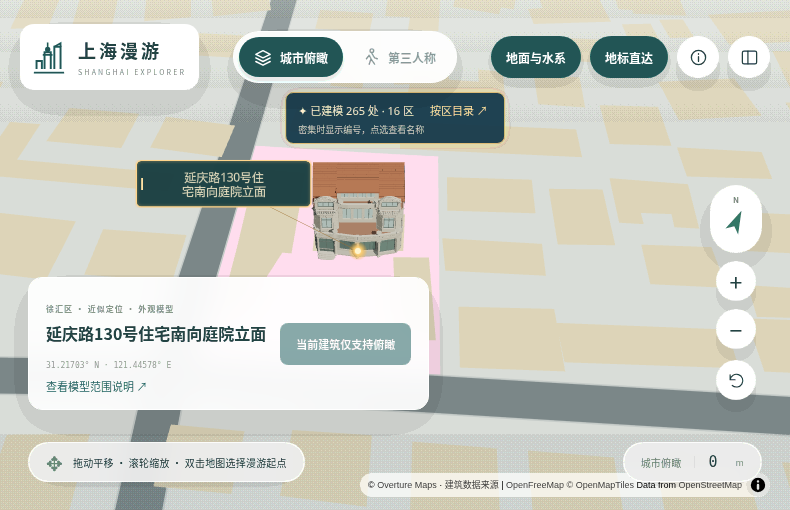 上海漫游
SHANGHAI EXPLORER
城市俯瞰
第三人称
地面与水系
地标直达
✦ 已建模 265 处 · 16 区
按区目录 ↗
密集时显示编号，点选查看名称
延庆路130号住
宅南向庭院立面
N
徐汇区 · 近似定位 · 外观模型
延庆路130号住宅南向庭院立面
当前建筑仅支持俯瞰
31.21703° N · 121.44578° E
查看模型范围说明 ↗
拖动平移 · 滚轮缩放 · 双击地图选择漫游起点
城市俯瞰 0 m
© Overture Maps · 建筑数据来源 | OpenFreeMap © OpenMapTiles Data from OpenStreetMap